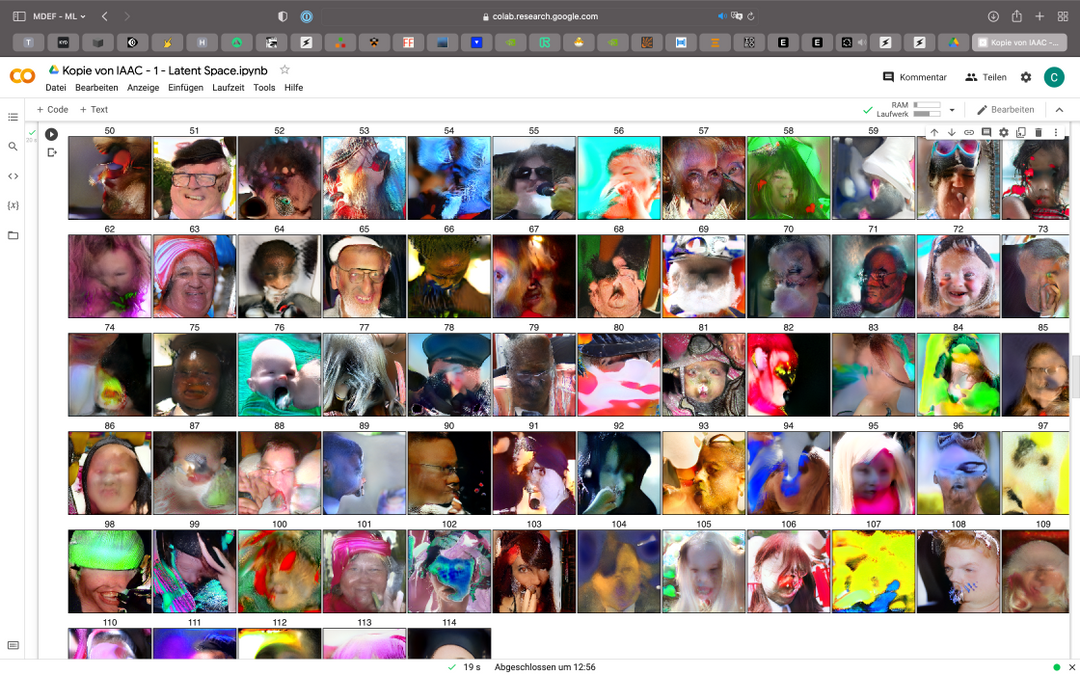 MDEF - ML
colab.research.google.com
Kopie von IAAC -...
Kopie von IAAC - 1 - Latent Space.ipynb
Datei Bearbeiten Anzeige Einfügen Laufzeit Tools Hilfe
Kommentar Teilen C
+ Code + Text
RAM
Laufwerk
Bearbeiten
50 51 52 53 54 55 56 57 58 59
62 63 64 65 66 67 68 69 70 71 72 73
74 75 76 77 78 79 80 81 82 83 84 85
86 87 88 89 90 91 92 93 94 95 96 97
98 99 100 101 102 103 104 105 106 107 108 109
110 111 112 113 114
19 s Abgeschlossen um 12:56